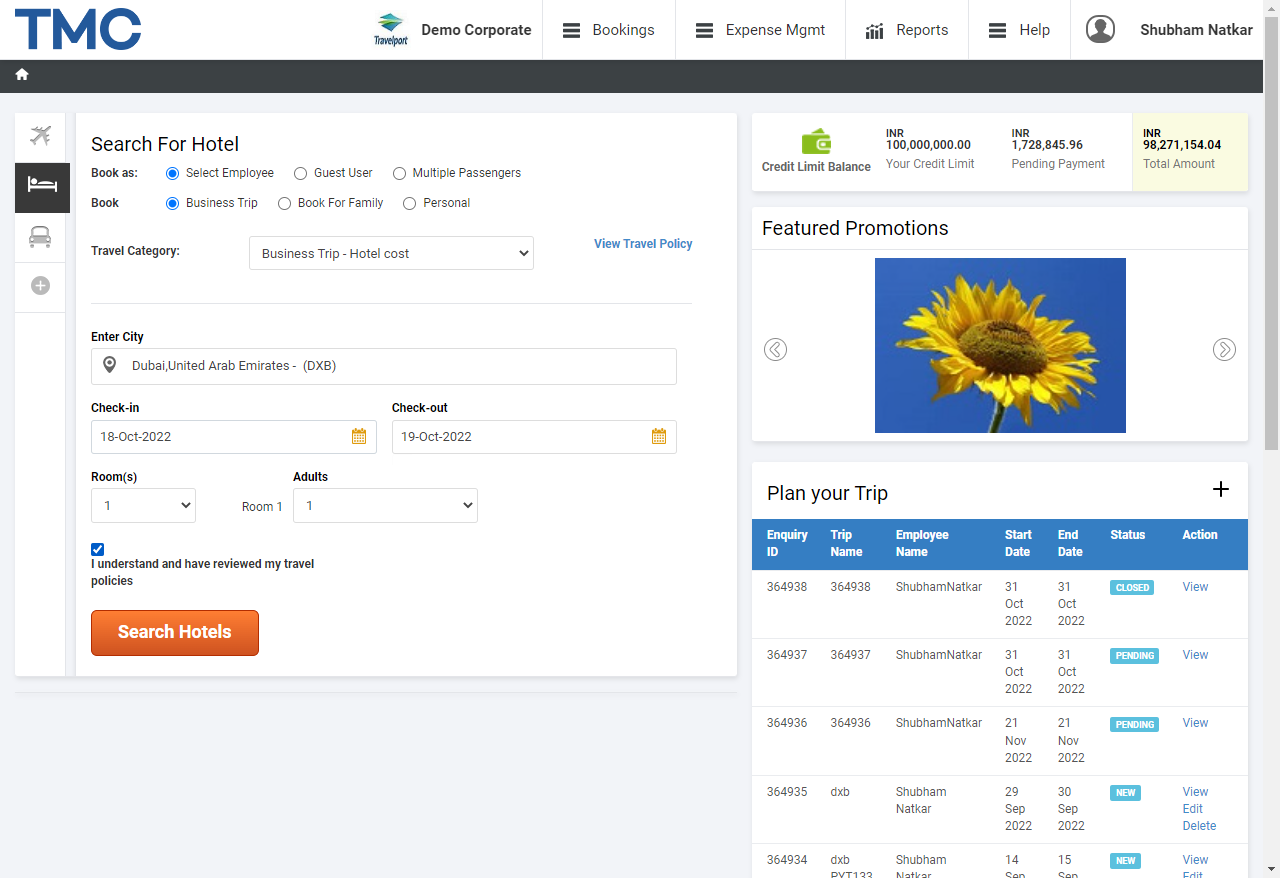 TMC
Travelport
Demo Corporate
Bookings
Expense Mgmt
Reports
Help
Shubham Natkar
Search For Hotel
Book as:
Select Employee
Guest User
Multiple Passengers
Book
Business Trip
Book For Family
Personal
Travel Category:
Business Trip - Hotel cost
View Travel Policy
Enter City
Dubai,United Arab Emirates - (DXB)
Check-in
Check-out
18-Oct-2022
19-Oct-2022
Room(s)
Adults
1
Room 1
1
I understand and have reviewed my travel
policies
Search Hotels
Credit Limit Balance
INR
100,000,000.00
Your Credit Limit
INR
1,728,845.96
Pending Payment
INR
98,271,154.04
Total Amount
Featured Promotions
Plan your Trip
Enquiry ID
Trip Name
Employee Name
Start Date
End Date
Status
Action
364938
364938
ShubhamNatkar
31 Oct 2022
31 Oct 2022
CLOSED
View
364937
364937
ShubhamNatkar
31 Oct 2022
31 Oct 2022
PENDING
View
364936
364936
ShubhamNatkar
21 Nov 2022
21 Nov 2022
PENDING
View
364935
dxb
Shubham Natkar
29 Sep 2022
30 Sep 2022
NEW
View
Edit
Delete
364934
dxb PYT133
Shubham Natkar
14 Sep
15 Sep
NEW
View
Edit